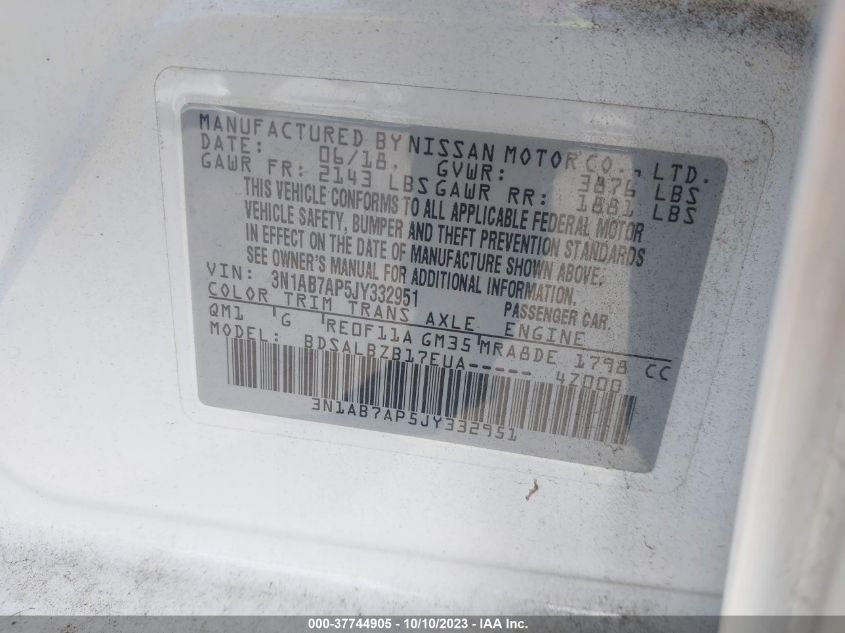 MANUFACTURED BY NISSAN MOTOR CO., LTD.
DATE: 06/18, GVWR: 3876 LBS
GAWR FR: 2143 LBS GAWR RR: 1881 LBS
THIS VEHICLE CONFORMS TO ALL APPLICABLE FEDERAL MOTOR
VEHICLE SAFETY, BUMPER AND THEFT PREVENTION STANDARDS
IN EFFECT ON THE DATE OF MANUFACTURE SHOWN ABOVE,
SEE OWNER'S MANUAL FOR ADDITIONAL INFORMATION.
VIN: 3N1AB7AP5JY332951 PASSENGER CAR.
COLOR TRIM TRANS AXLE ENGINE
QM1 G RE0F11A GM35 MRA8DE 1798 CC
MODEL: BDSALBZB17EUA----- 4Z000
3N1AB7AP5JY332951
000-37744905 - 10/10/2023 - IAA Inc.